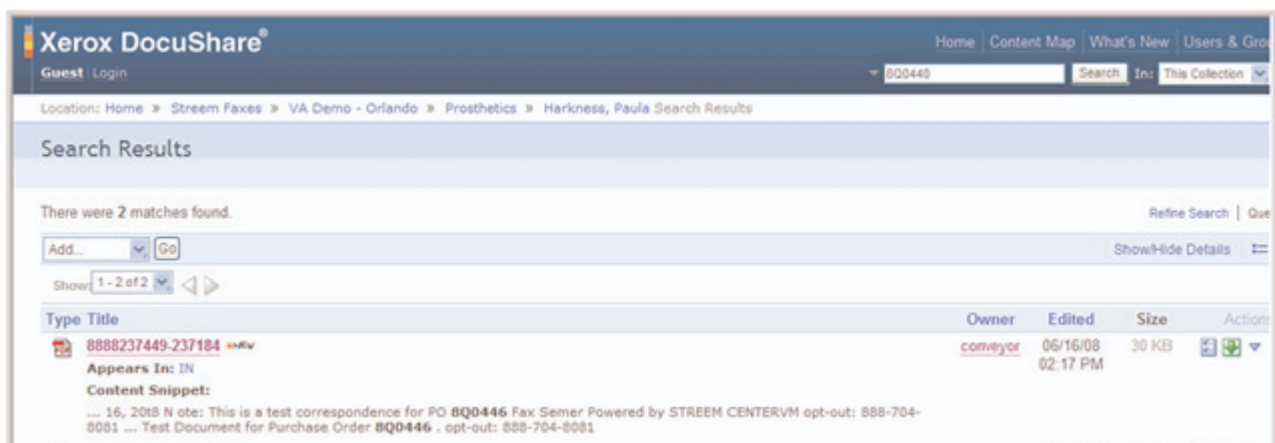 Xerox DocuShare®
Home | Content Map | What's New | Users & Gro
Guest | Login
8Q0446 Search In: This Collection
Location: Home » Streem Faxes » VA Demo - Orlando » Prosthetics » Harkness, Paula Search Results
Search Results
There were 2 matches found.
Refine Search | Que
Add... Go
Show/Hide Details
Show: 1 - 2 of 2
Type Title Owner Edited Size Action
8888237449-237184 conveyor 06/16/08 30 KB
02:17 PM
Appears In: IN
Content Snippet:
... 16, 20t8 N ote: This is a test correspondence for PO 8Q0446 Fax Semer Powered by STREEM CENTERVM opt-out: 888-704-
8081 ... Test Document for Purchase Order 8Q0446 . opt-out: 888-704-8081